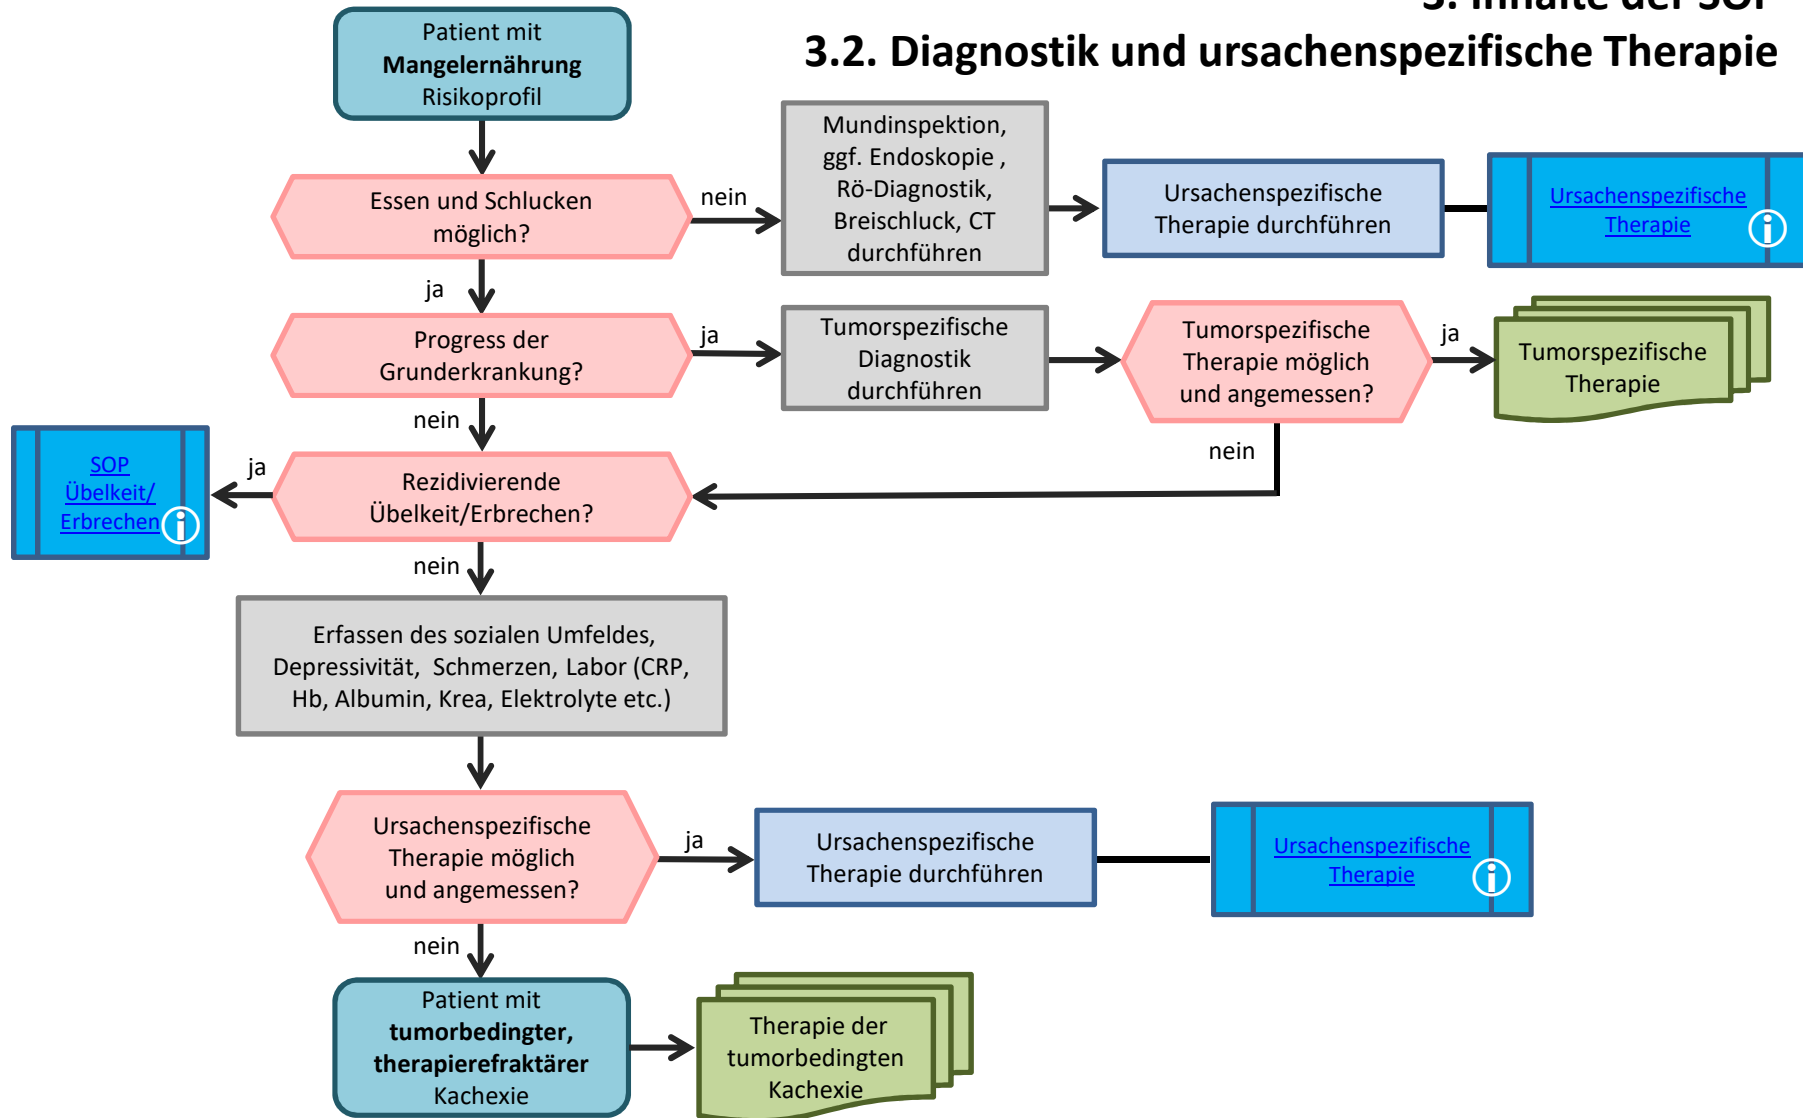 3. Inhalte der SOP
3.2. Diagnostik und ursachenspezifische Therapie
Patient mit
Mangelernährung
Risikoprofil
Essen und Schlucken
möglich?
nein
Mundinspektion,
ggf. Endoskopie ,
Rö-Diagnostik,
Breischluck, CT
durchführen
Ursachenspezifische
Therapie durchführen
Ursachenspezifische
Therapie
i
ja
Progress der
Grunderkrankung?
ja
Tumorspezifische
Diagnostik
durchführen
Tumorspezifische
Therapie möglich
und angemessen?
ja
Tumorspezifische
Therapie
nein
nein
Rezidivierende
Übelkeit/Erbrechen?
ja
SOP
Übelkeit/
Erbrechen
i
nein
Erfassen des sozialen Umfeldes,
Depressivität, Schmerzen, Labor (CRP,
Hb, Albumin, Krea, Elektrolyte etc.)
Ursachenspezifische
Therapie möglich
und angemessen?
ja
Ursachenspezifische
Therapie durchführen
Ursachenspezifische
Therapie
i
nein
Patient mit
tumorbedingter,
therapierefraktärer
Kachexie
Therapie der
tumorbedingten
Kachexie